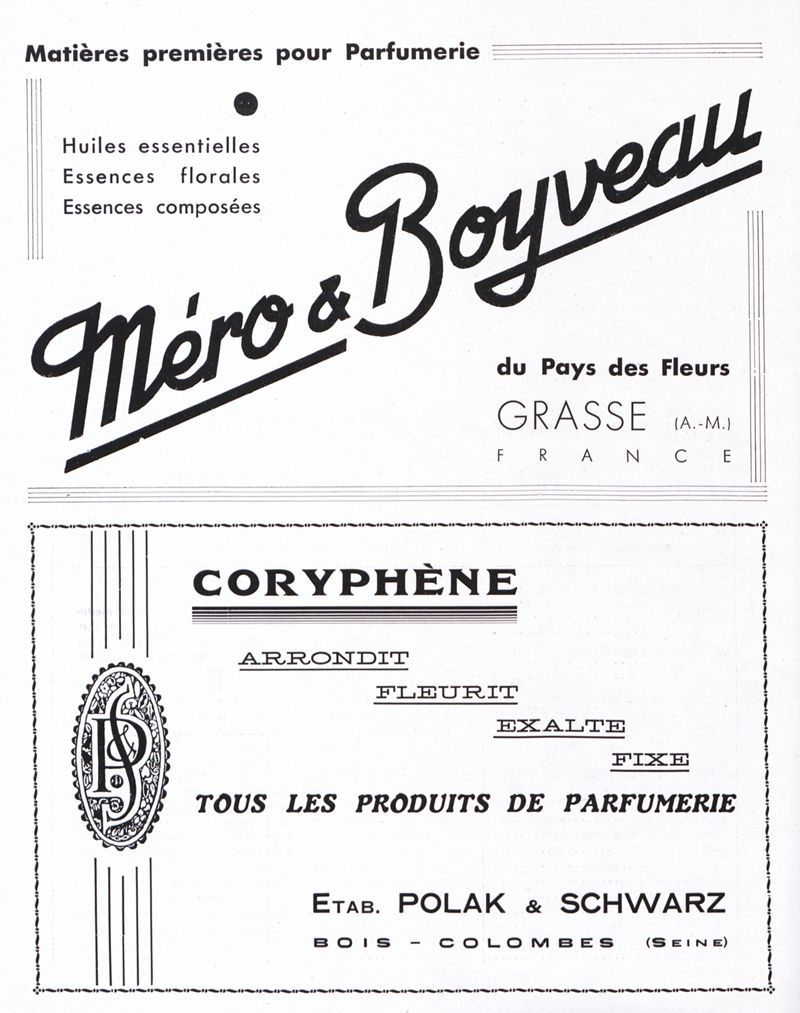 Matières premières pour Parfumerie
Huiles essentielles
Essences florales
Essences composées
Méro & Boyveau
du Pays des Fleurs
GRASSE (A.-M.)
FRANCE
CORYPHÈNE
ARRONDIT
FLEURIT
EXALTE
FIXE
P & S
TOUS LES PRODUITS DE PARFUMERIE
ETAB. POLAK & SCHWARZ
BOIS - COLOMBES (SEINE)